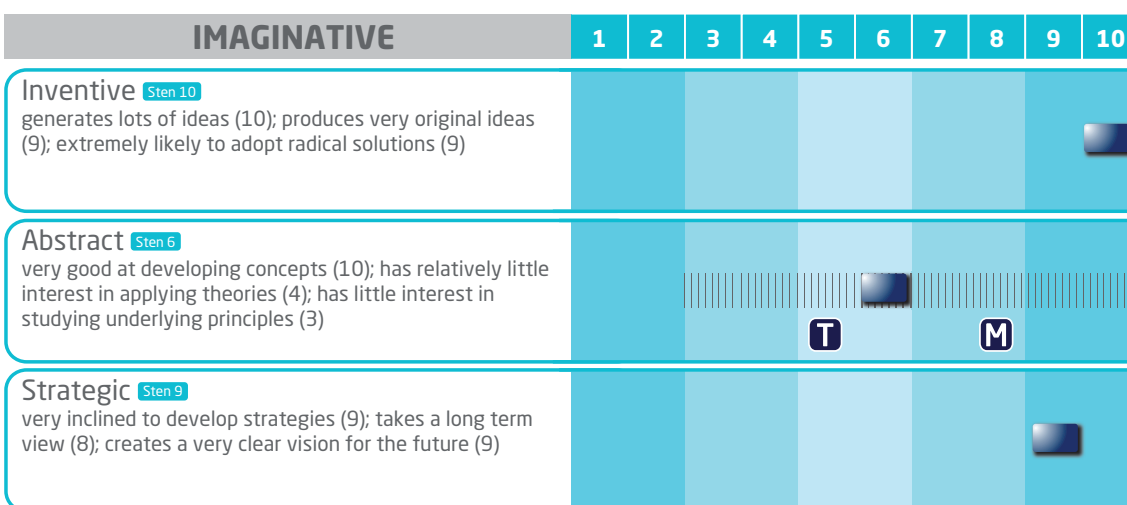 IMAGINATIVE 1 2 3 4 5 6 7 8 9 10
Inventive Sten 10
generates lots of ideas (10); produces very original ideas
(9); extremely likely to adopt radical solutions (9)
Abstract Sten 6
very good at developing concepts (10); has relatively little
interest in applying theories (4); has little interest in
studying underlying principles (3)
T M
Strategic Sten 9
very inclined to develop strategies (9); takes a long term
view (8); creates a very clear vision for the future (9)